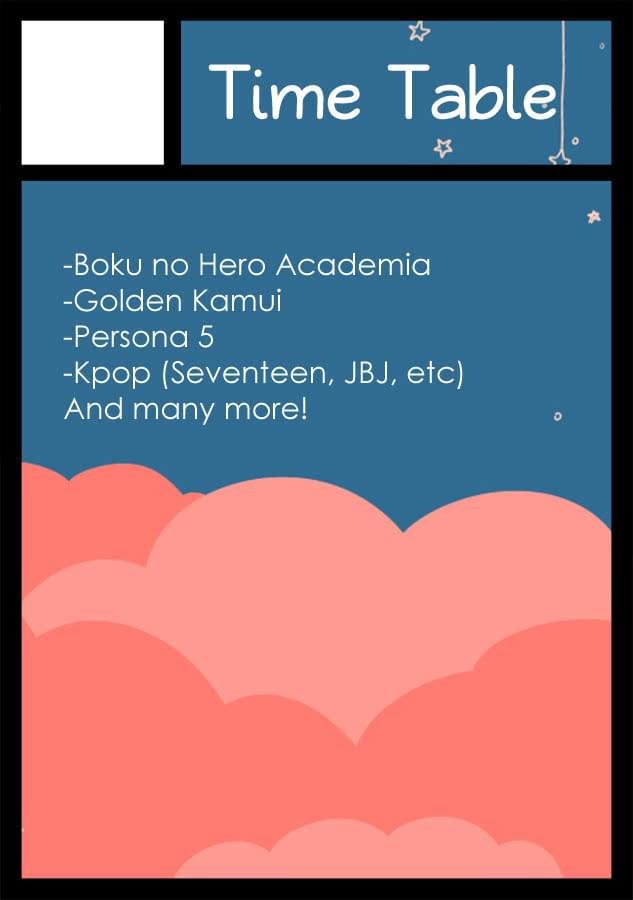 Time Table
-Boku no Hero Academia
-Golden Kamui
-Persona 5
-Kpop (Seventeen, JBJ, etc)
And many more!